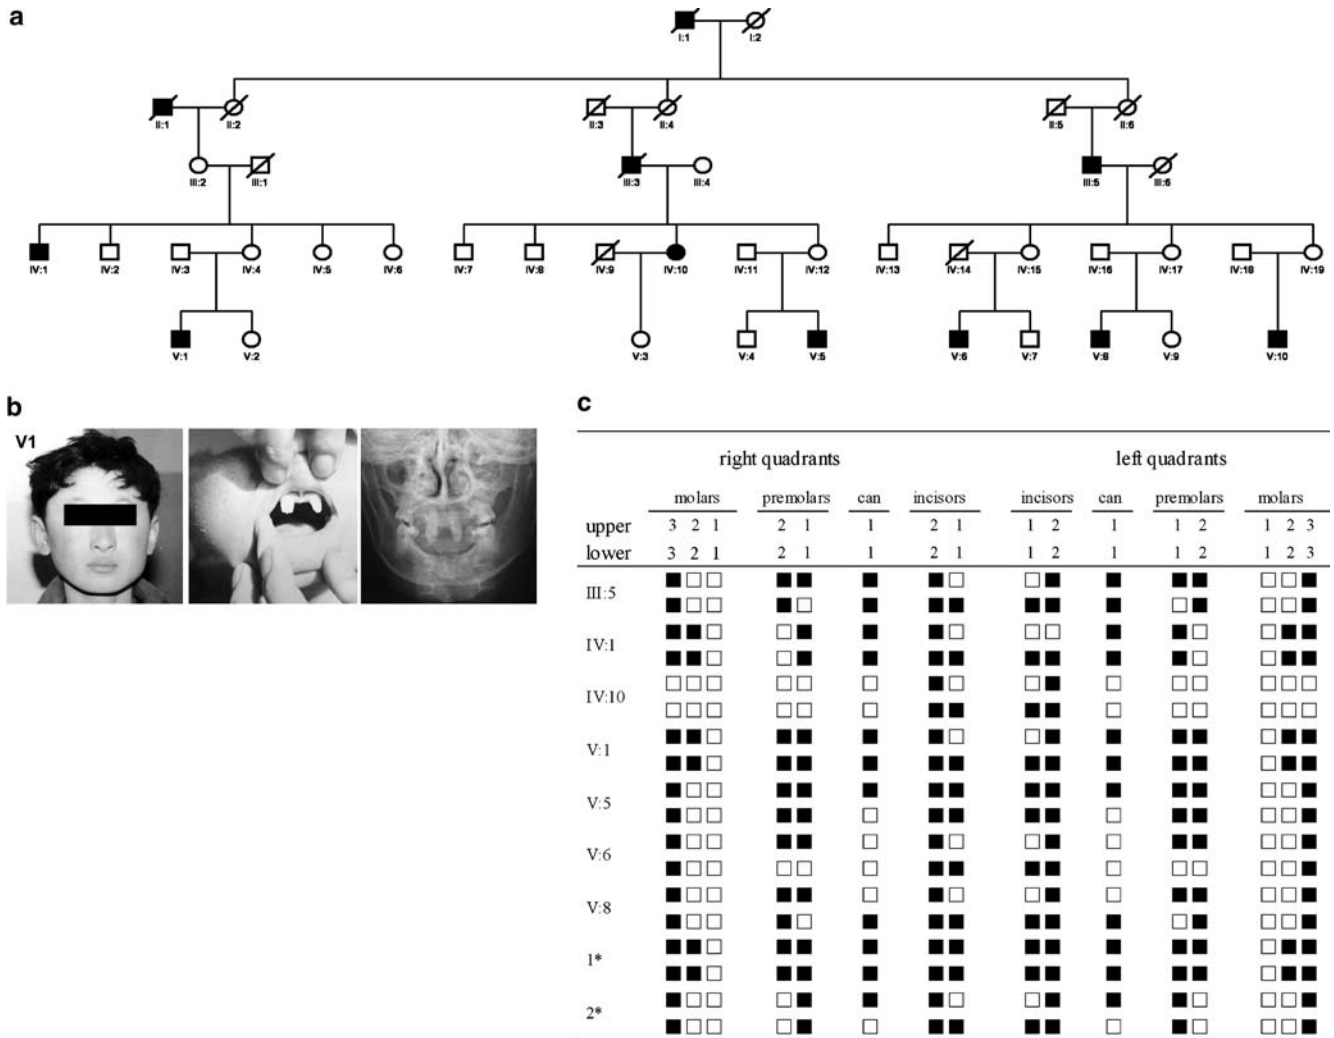 a
I:1 I:2
II:1 II:2 II:3 II:4 II:5 II:6
III:2 III:1 III:3 III:4 III:5 III:6
IV:1 IV:2 IV:3 IV:4 IV:5 IV:6 IV:7 IV:8 IV:9 IV:10 IV:11 IV:12 IV:13 IV:14 IV:15 IV:16 IV:17 IV:18 IV:19
V:1 V:2 V:3 V:4 V:5 V:6 V:7 V:8 V:9 V:10
b
V1
c
right quadrants left quadrants
molars premolars can incisors incisors can premolars molars
upper 3 2 1 2 1 1 2 1 1 2 1 1 2 1 2 3
lower 3 2 1 2 1 1 2 1 1 2 1 1 2 1 2 3
III:5
IV:1
IV:10
V:1
V:5
V:6
V:8
1*
2*